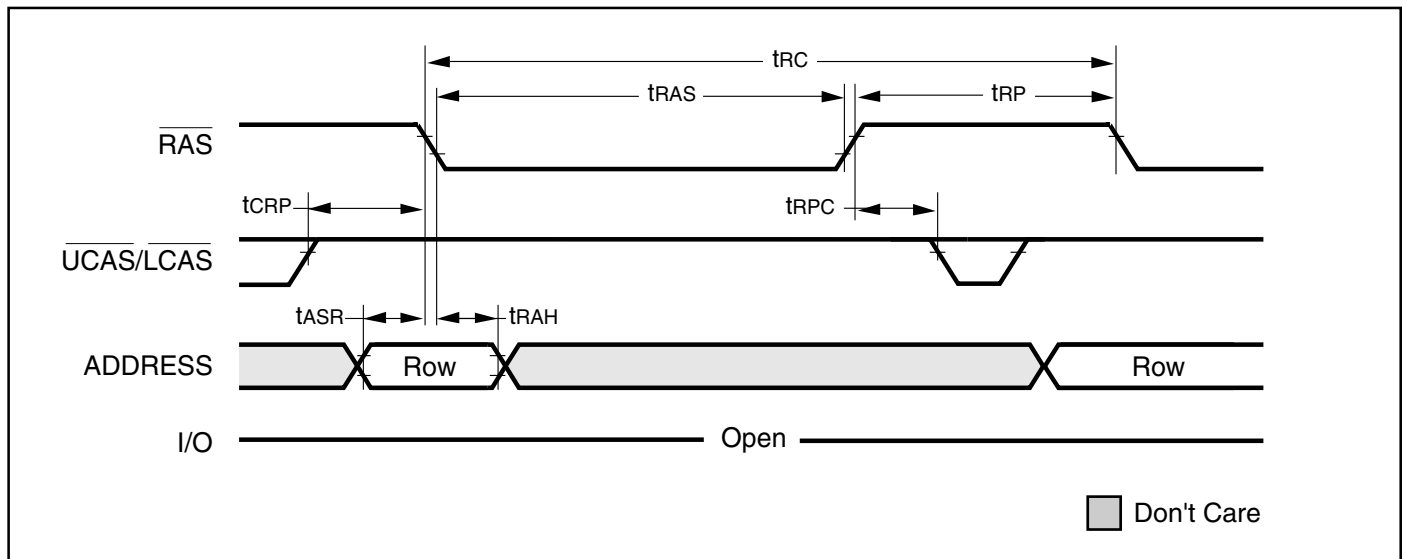 tRC
tRAS
tRP
RAS
tCRP
tRPC
UCAS/LCAS
tASR
tRAH
ADDRESS
Row
Row
I/O
Open
Don't Care